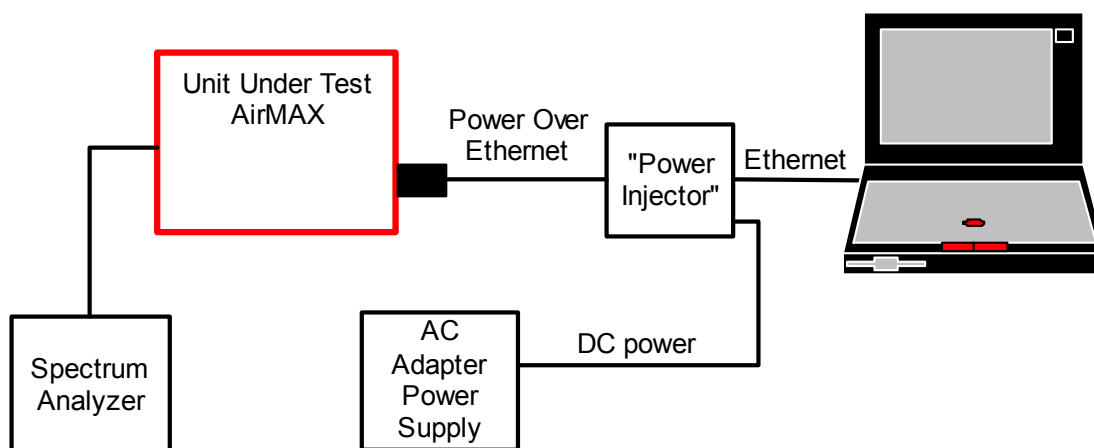 Unit Under Test
AirMAX
Power Over
Ethernet
"Power
Injector"
Ethernet
Spectrum
Analyzer
AC
Adapter
Power
Supply
DC power